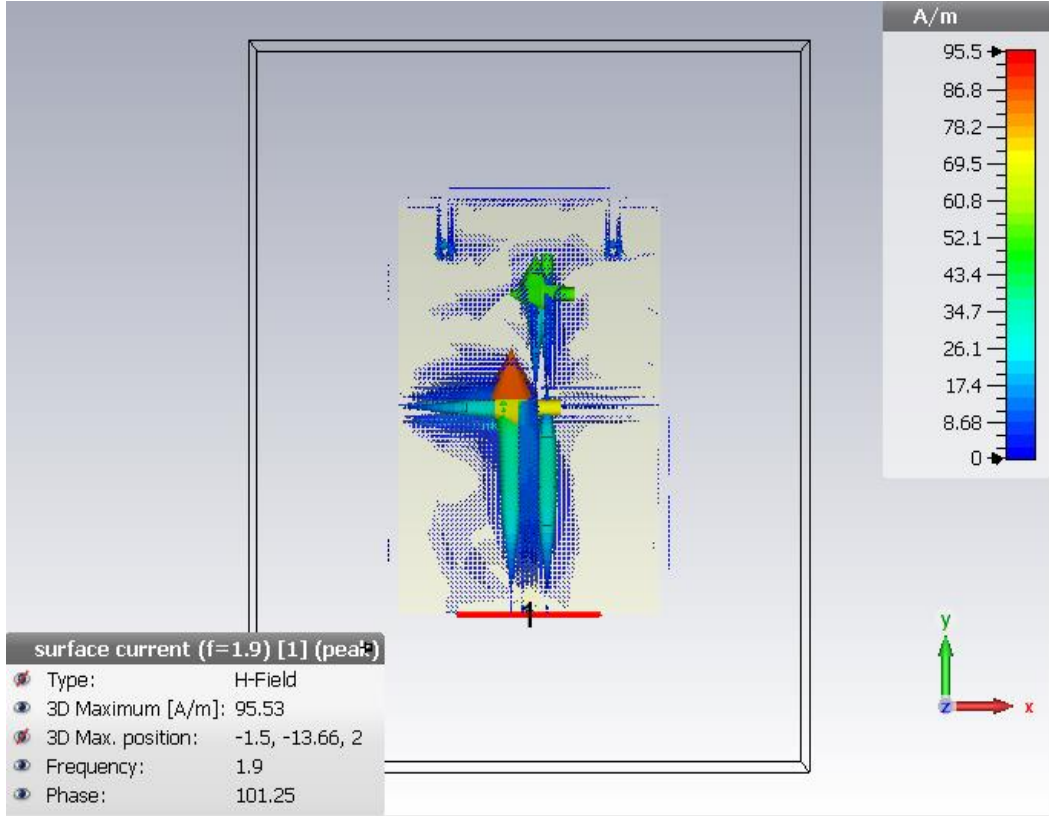 A/m
95.5
86.8
78.2
69.5
60.8
52.1
43.4
34.7
26.1
17.4
8.68
0
1
surface current (f=1.9) [1] (peak)
Type: H-Field
3D Maximum [A/m]: 95.53
3D Max. position: -1.5, -13.66, 2
Frequency: 1.9
Phase: 101.25
y
z
x